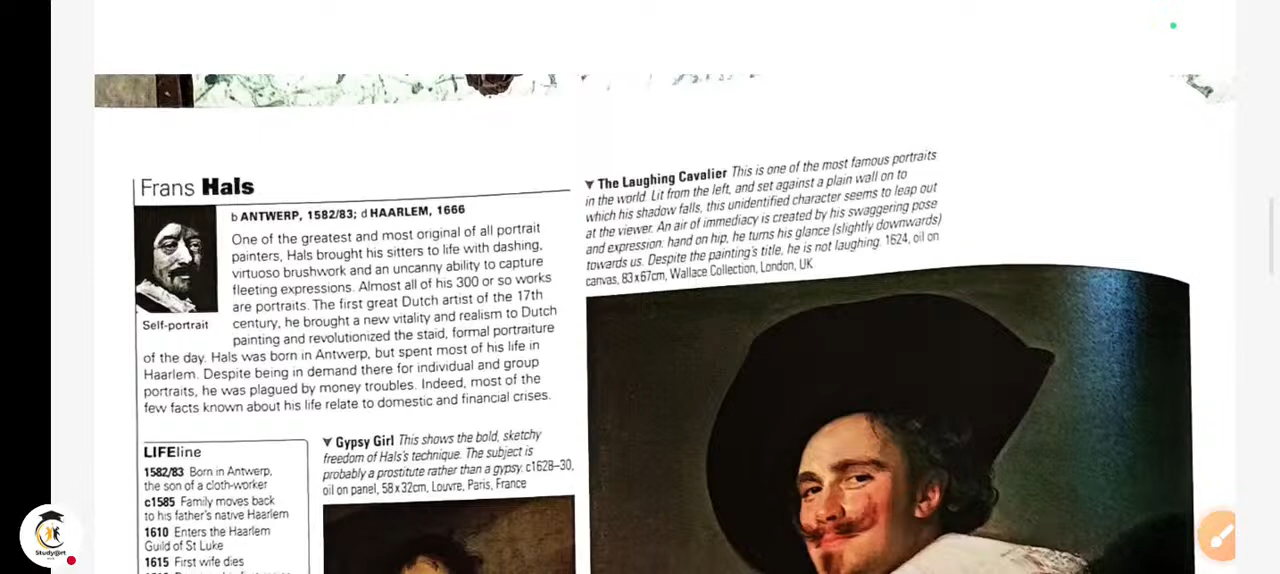 Frans Hals
b ANTWERP, 1582/83; d HAARLEM, 1666
One of the greatest and most original of all portrait
painters, Hals brought his sitters to life with dashing,
virtuoso brushwork and an uncanny ability to capture
fleeting expressions. Almost all of his 300 or so works
are portraits. The first great Dutch artist of the 17th
century, he brought a new vitality and realism to Dutch
painting and revolutionized the staid, formal portraiture
of the day. Hals was born in Antwerp, but spent most of his life in
Haarlem. Despite being in demand there for individual and group
portraits, he was plagued by money troubles. Indeed, most of the
few facts known about his life relate to domestic and financial crises.
Self-portrait
LIFEline
1582/83 Born in Antwerp,
the son of a cloth-worker
c1585 Family moves back
to his father's native Haarlem
1610 Enters the Haarlem
Guild of St Luke
1615 First wife dies
▼ Gypsy Girl This shows the bold, sketchy
freedom of Hals's technique. The subject is
probably a prostitute rather than a gypsy. c1628–30,
oil on panel, 58x32cm, Louvre, Paris, France
▼ The Laughing Cavalier This is one of the most famous portraits
in the world. Lit from the left, and set against a plain wall on to
which his shadow falls, this unidentified character seems to leap out
at the viewer. An air of immediacy is created by his swaggering pose
and expression: hand on hip, he turns his glance (slightly downwards)
towards us. Despite the painting's title, he is not laughing. 1624, oil on
canvas, 83x67cm, Wallace Collection, London, UK